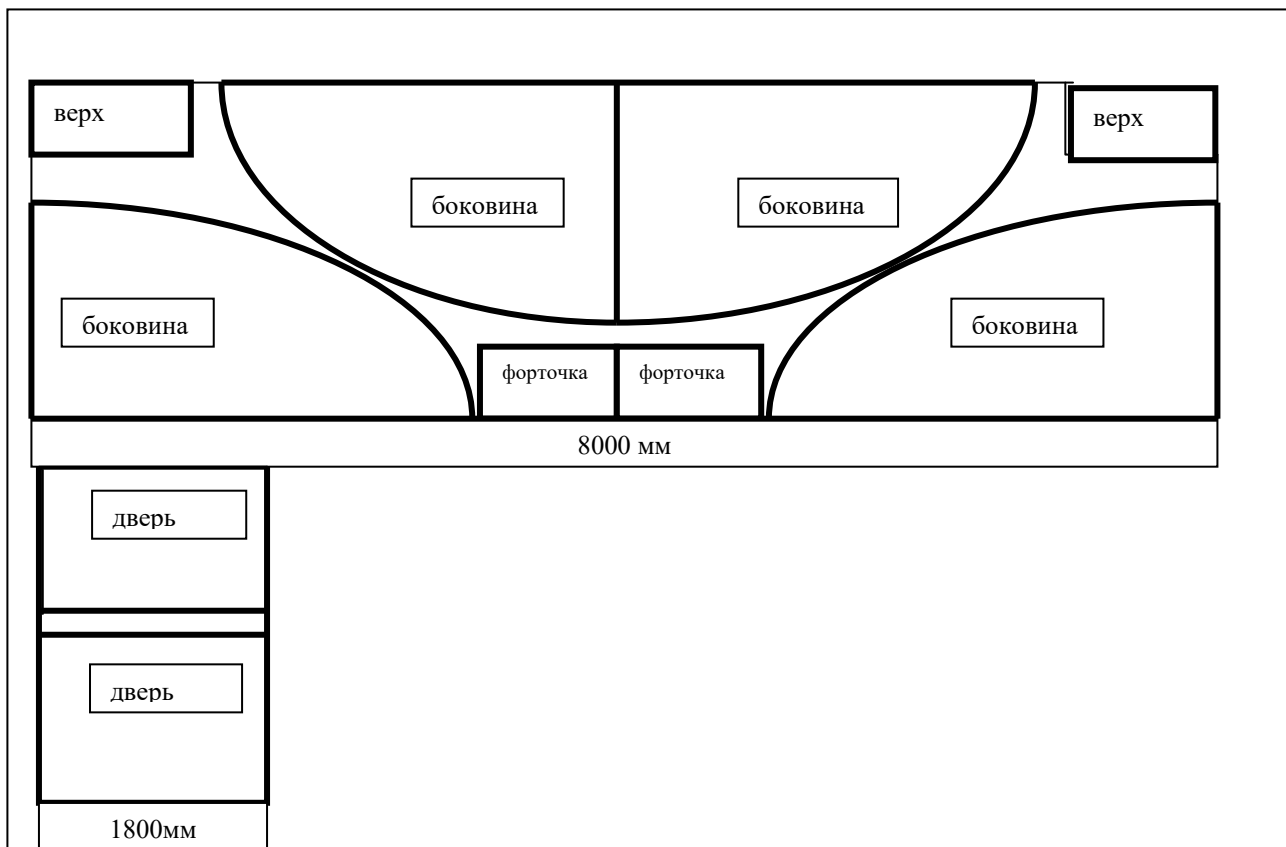 верх
верх
боковина
боковина
боковина
боковина
форточка
форточка
8000 мм
дверь
дверь
1800мм